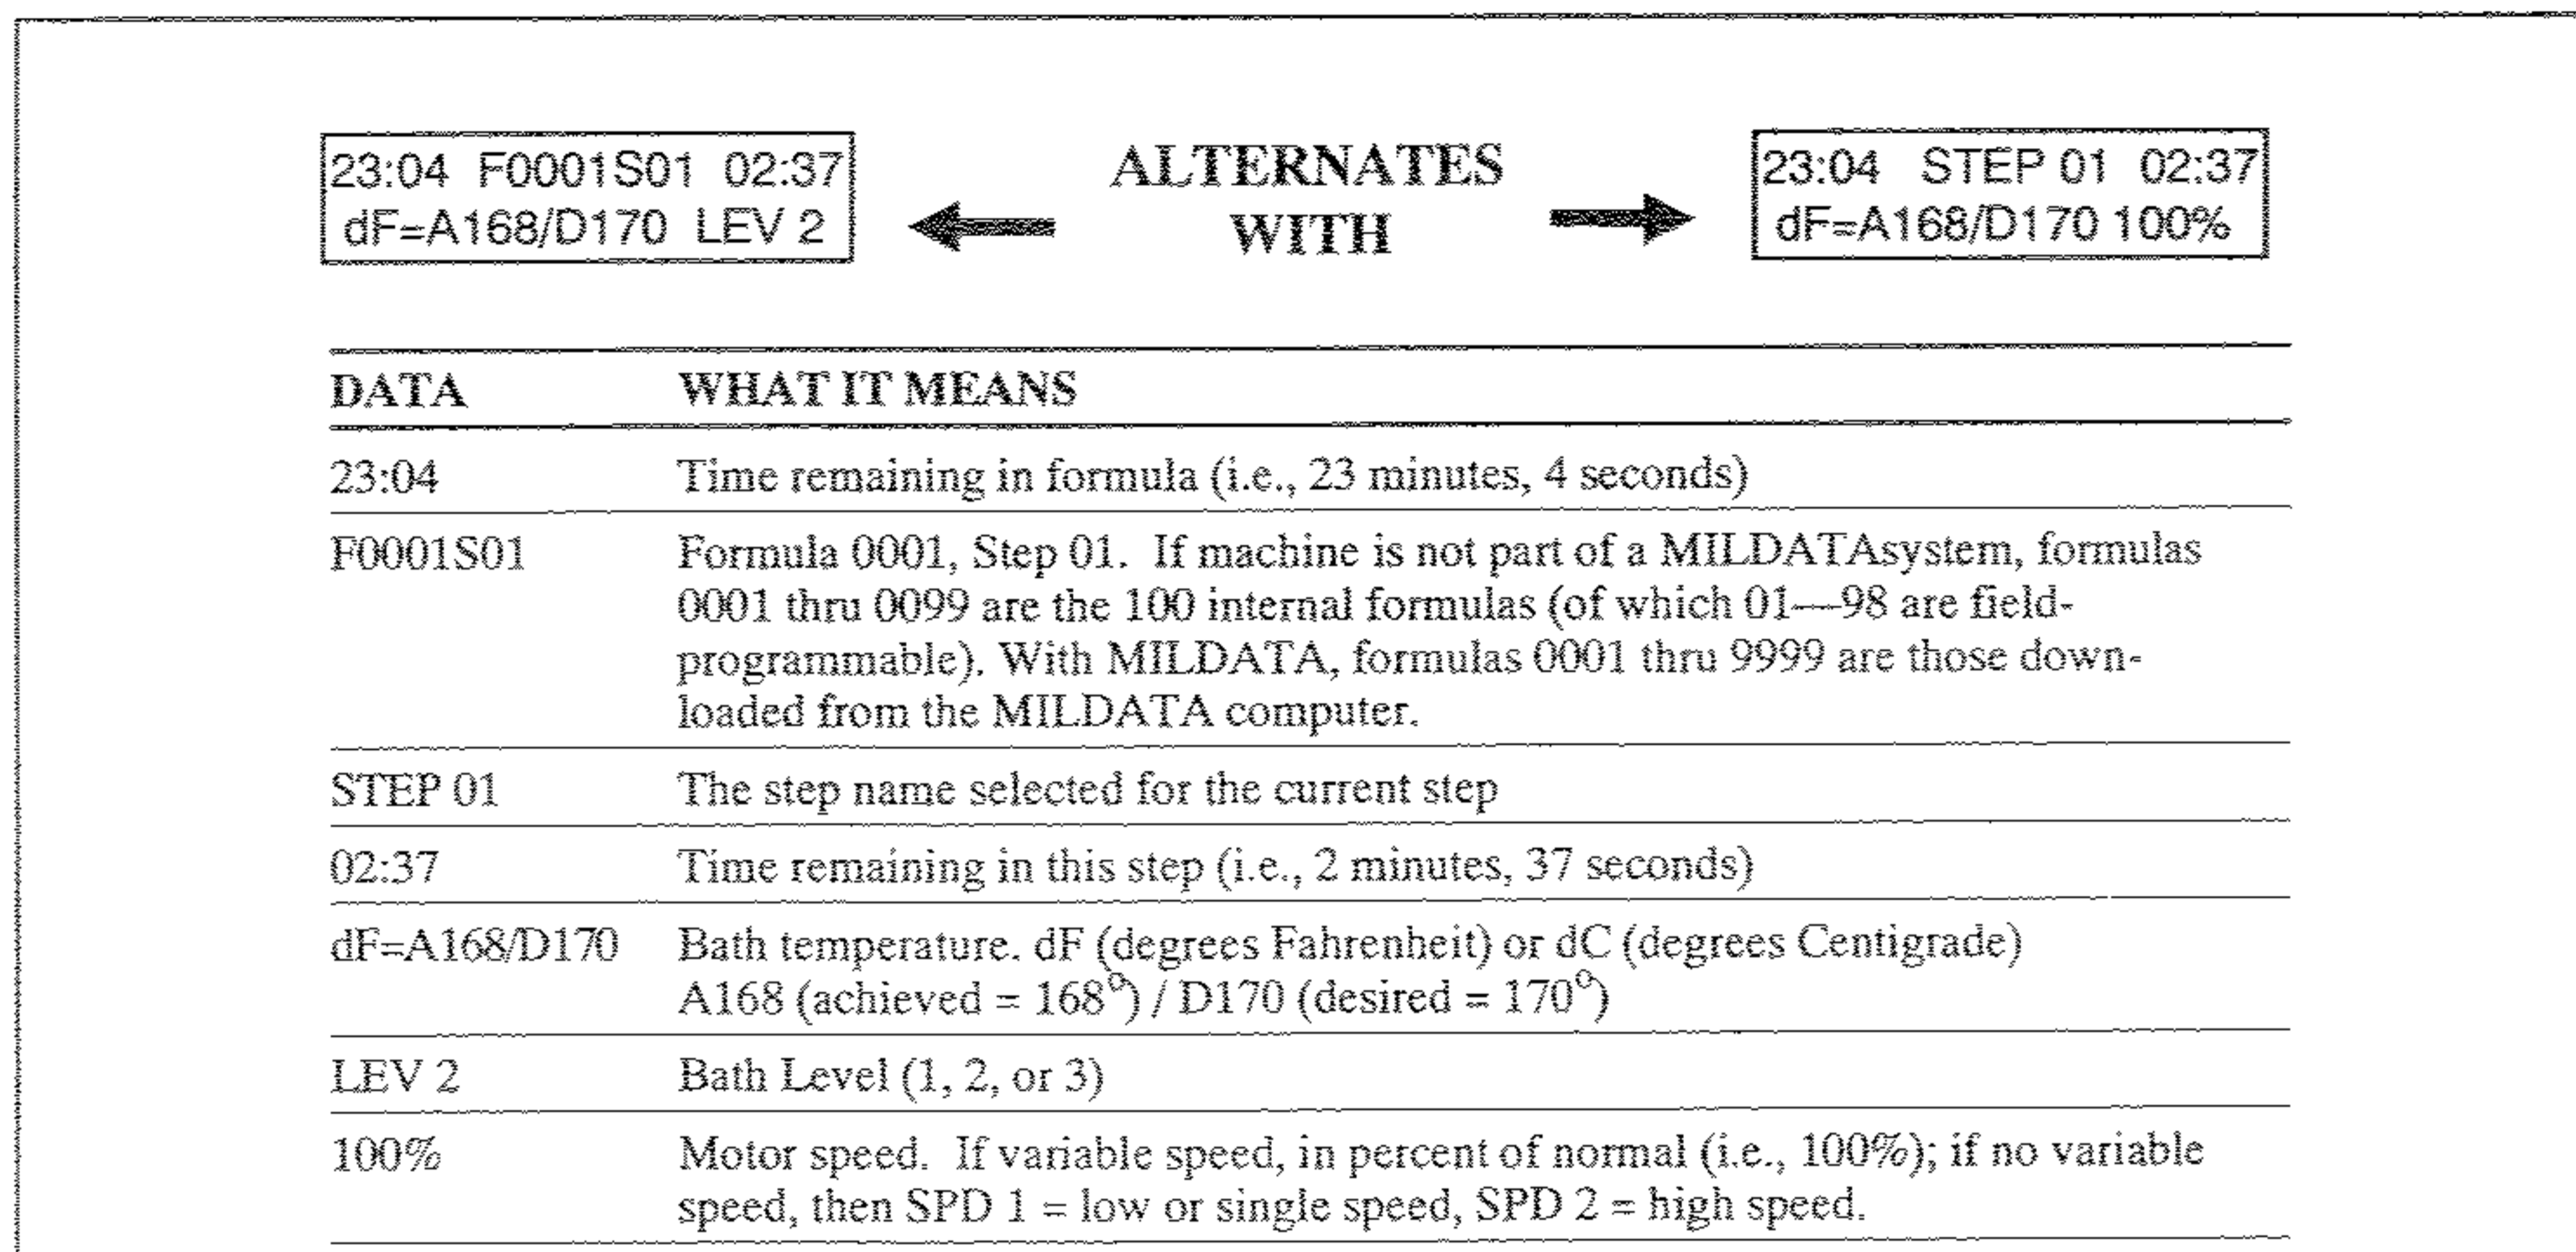 23:04 F0001S01 02:37
dF=A168/D170 LEV 2
ALTERNATES
WITH
23:04 STEP 01 02:37
dF=A168/D170 100%
DATA WHAT IT MEANS
23:04 Time remaining in formula (i.e., 23 minutes, 4 seconds)
F0001S01 Formula 0001, Step 01. If machine is not part of a MILDATAsystem, formulas
0001 thru 0099 are the 100 internal formulas (of which 01—98 are field-
programmable). With MILDATA, formulas 0001 thru 9999 are those down-
loaded from the MILDATA computer.
STEP 01 The step name selected for the current step
02:37 Time remaining in this step (i.e., 2 minutes, 37 seconds)
dF=A168/D170 Bath temperature. dF (degrees Fahrenheit) or dC (degrees Centigrade)
A168 (achieved = 168°) / D170 (desired = 170°)
LEV 2 Bath Level (1, 2, or 3)
100% Motor speed. If variable speed, in percent of normal (i.e., 100%); if no variable
speed, then SPD 1 = low or single speed, SPD 2 = high speed.